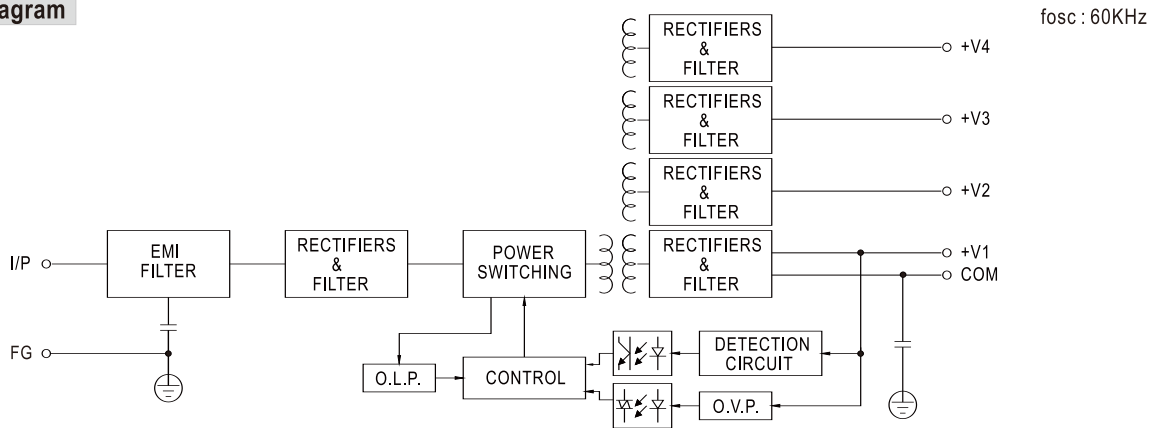 agram
fosc : 60KHz
RECTIFIERS
&
FILTER
+V4
RECTIFIERS
&
FILTER
+V3
RECTIFIERS
&
FILTER
+V2
I/P
EMI
FILTER
RECTIFIERS
&
FILTER
POWER
SWITCHING
RECTIFIERS
&
FILTER
+V1
COM
FG
O.L.P.
CONTROL
DETECTION
CIRCUIT
O.V.P.